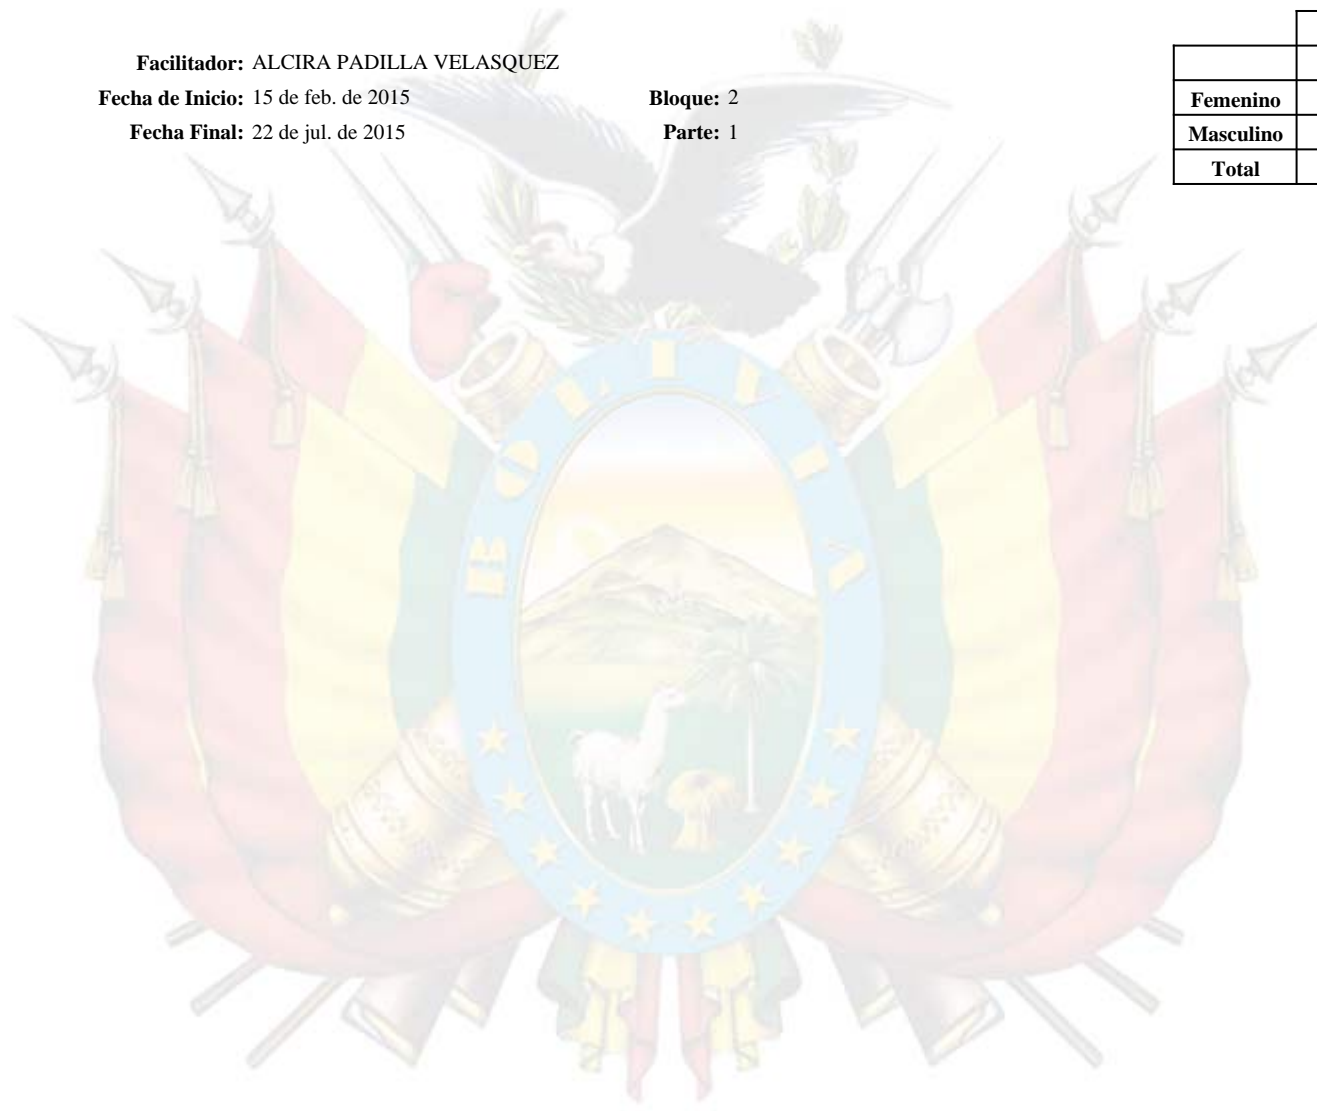 Facilitador: ALCIRA PADILLA VELASQUEZ
Fecha de Inicio: 15 de feb. de 2015 Bloque: 2
Fecha Final: 22 de jul. de 2015 Parte: 1
Femenino
Masculino
Total
BOLIVIA